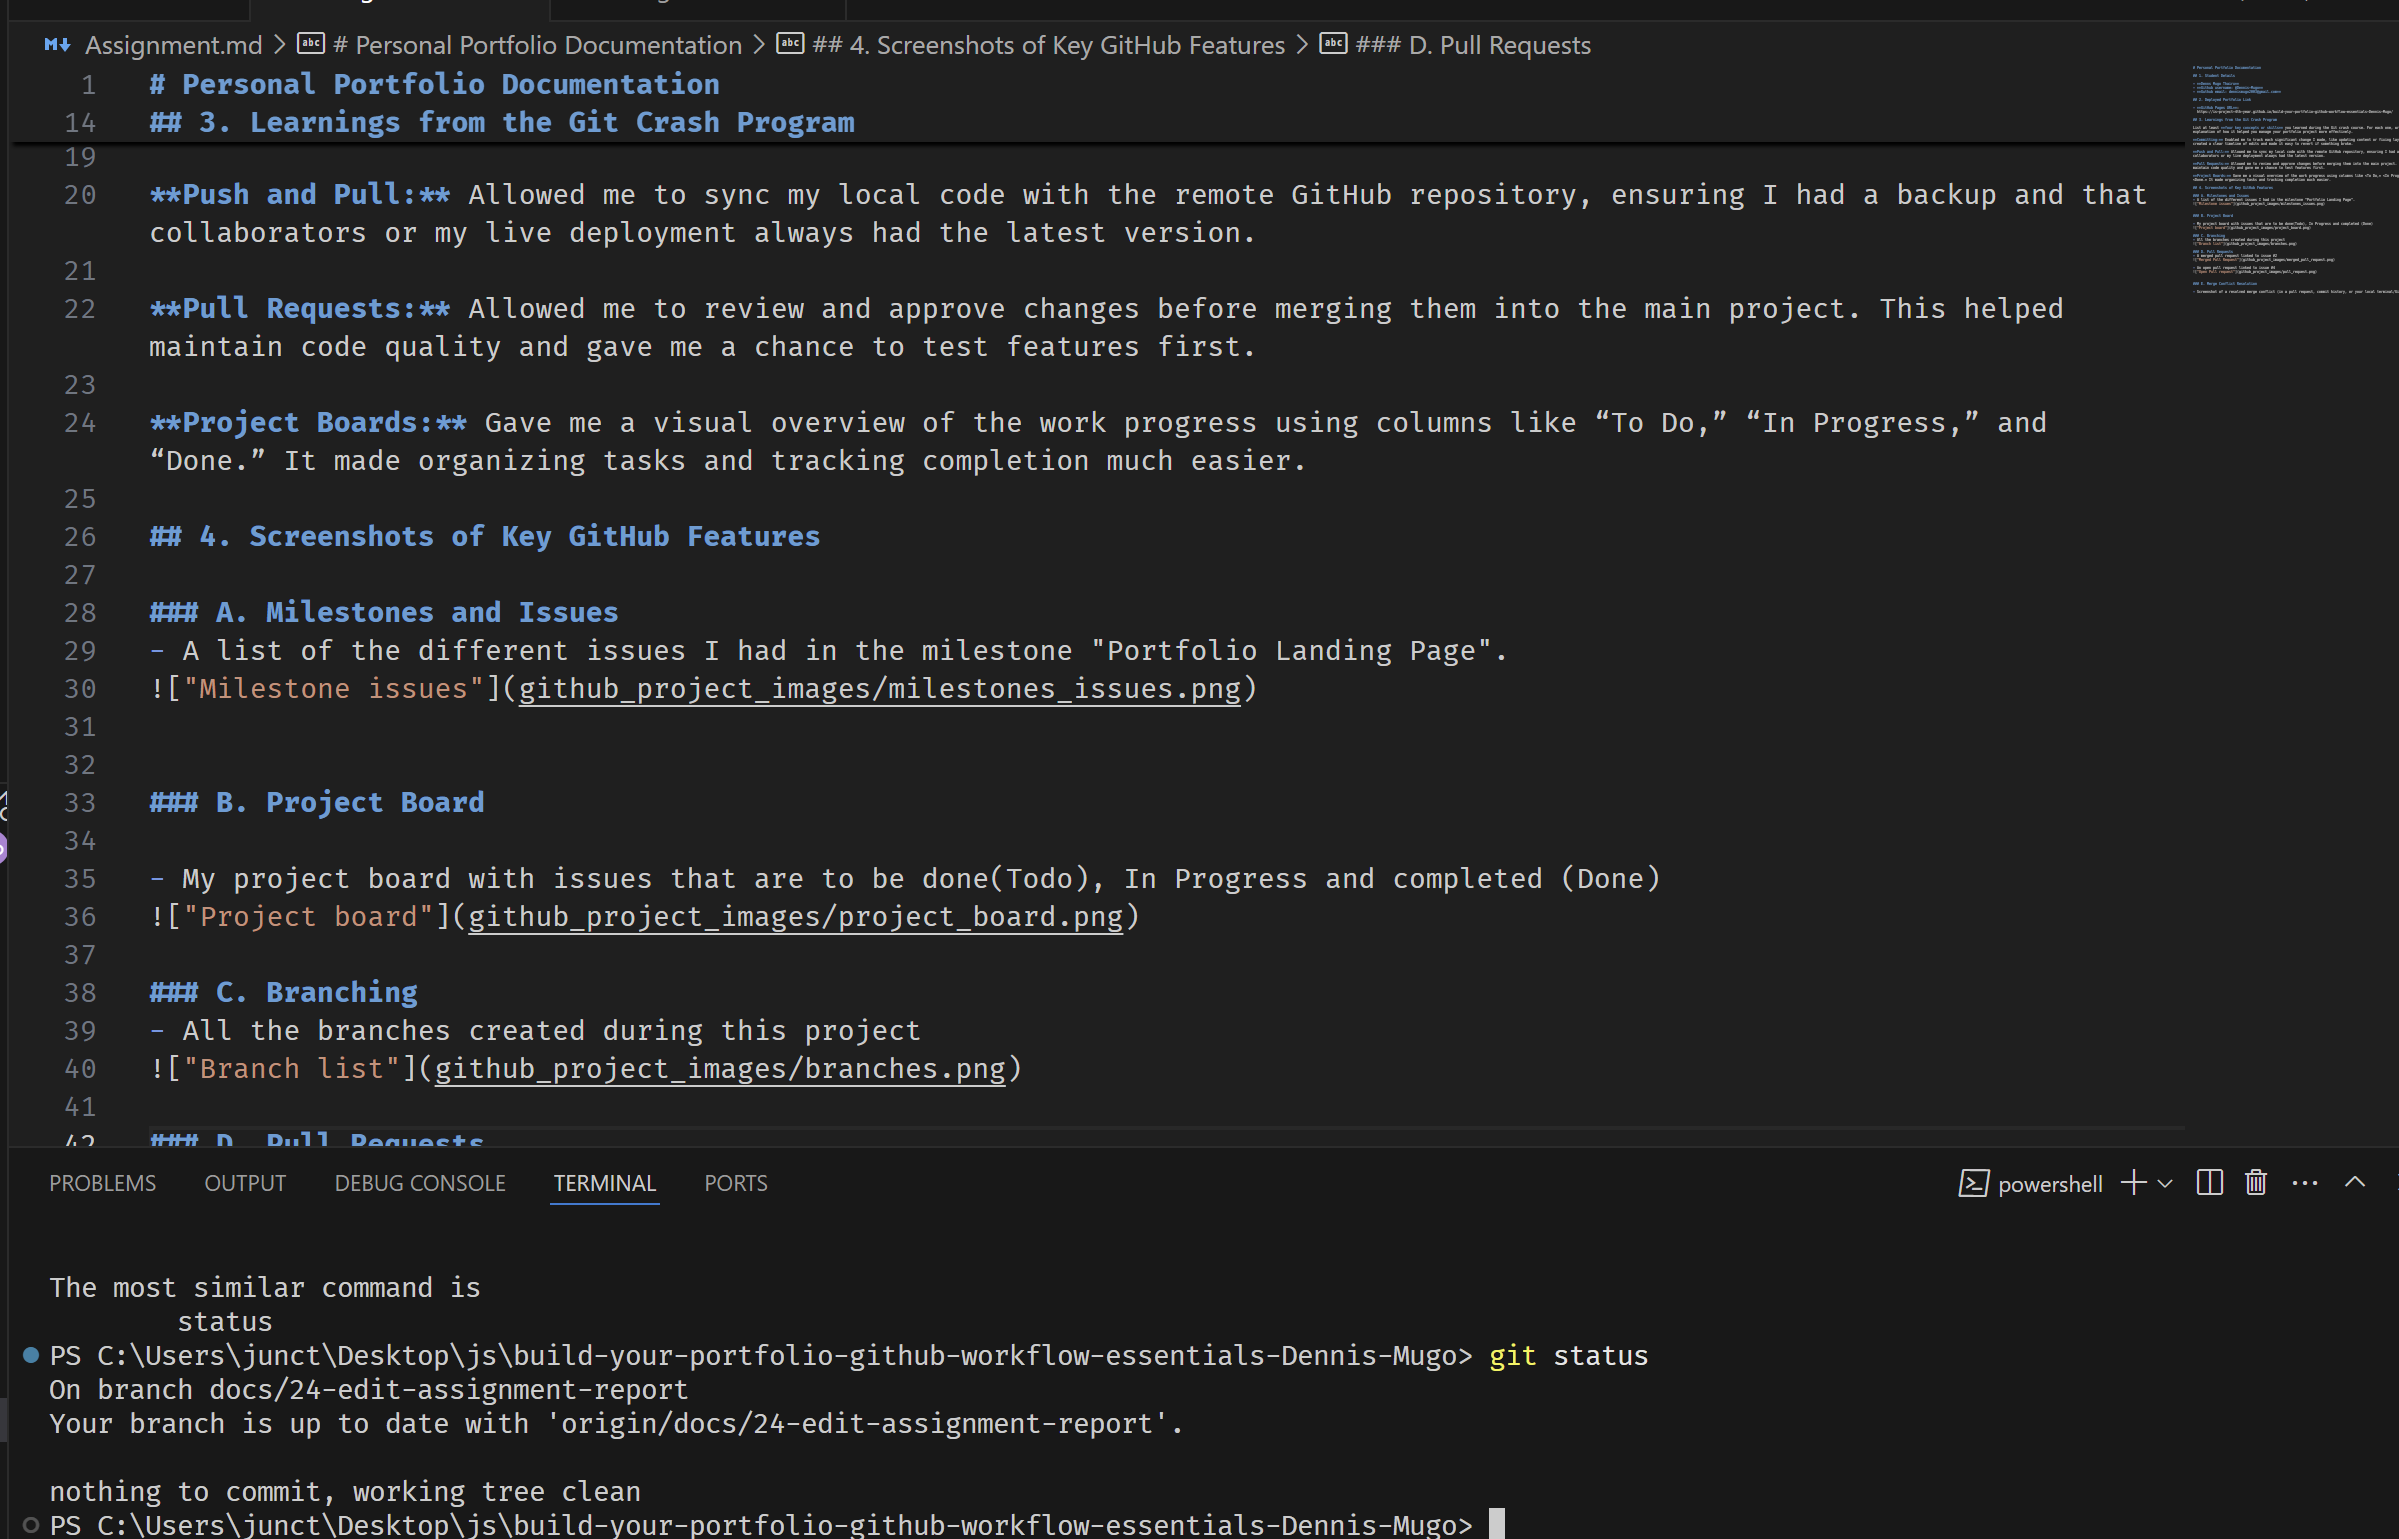 Assignment.md > # Personal Portfolio Documentation > ## 4. Screenshots of Key GitHub Features > ### D. Pull Requests
1 # Personal Portfolio Documentation
14 ## 3. Learnings from the Git Crash Program
19
20 **Push and Pull:** Allowed me to sync my local code with the remote GitHub repository, ensuring I had a backup and that
collaborators or my live deployment always had the latest version.
21
22 **Pull Requests:** Allowed me to review and approve changes before merging them into the main project. This helped
maintain code quality and gave me a chance to test features first.
23
24 **Project Boards:** Gave me a visual overview of the work progress using columns like “To Do,” “In Progress,” and
“Done.” It made organizing tasks and tracking completion much easier.
25
26 ## 4. Screenshots of Key GitHub Features
27
28 ### A. Milestones and Issues
29 - A list of the different issues I had in the milestone "Portfolio Landing Page".
30 !["Milestone issues"](github_project_images/milestones_issues.png)
31
32
33 ### B. Project Board
34
35 - My project board with issues that are to be done(Todo), In Progress and completed (Done)
36 !["Project board"](github_project_images/project_board.png)
37
38 ### C. Branching
39 - All the branches created during this project
40 !["Branch list"](github_project_images/branches.png)
41
42 ### D. Pull Requests
PROBLEMS OUTPUT DEBUG CONSOLE TERMINAL PORTS powershell
The most similar command is
status
PS C:\Users\junct\Desktop\js\build-your-portfolio-github-workflow-essentials-Dennis-Mugo> git status
On branch docs/24-edit-assignment-report
Your branch is up to date with 'origin/docs/24-edit-assignment-report'.
nothing to commit, working tree clean
PS C:\Users\junct\Desktop\js\build-your-portfolio-github-workflow-essentials-Dennis-Mugo>